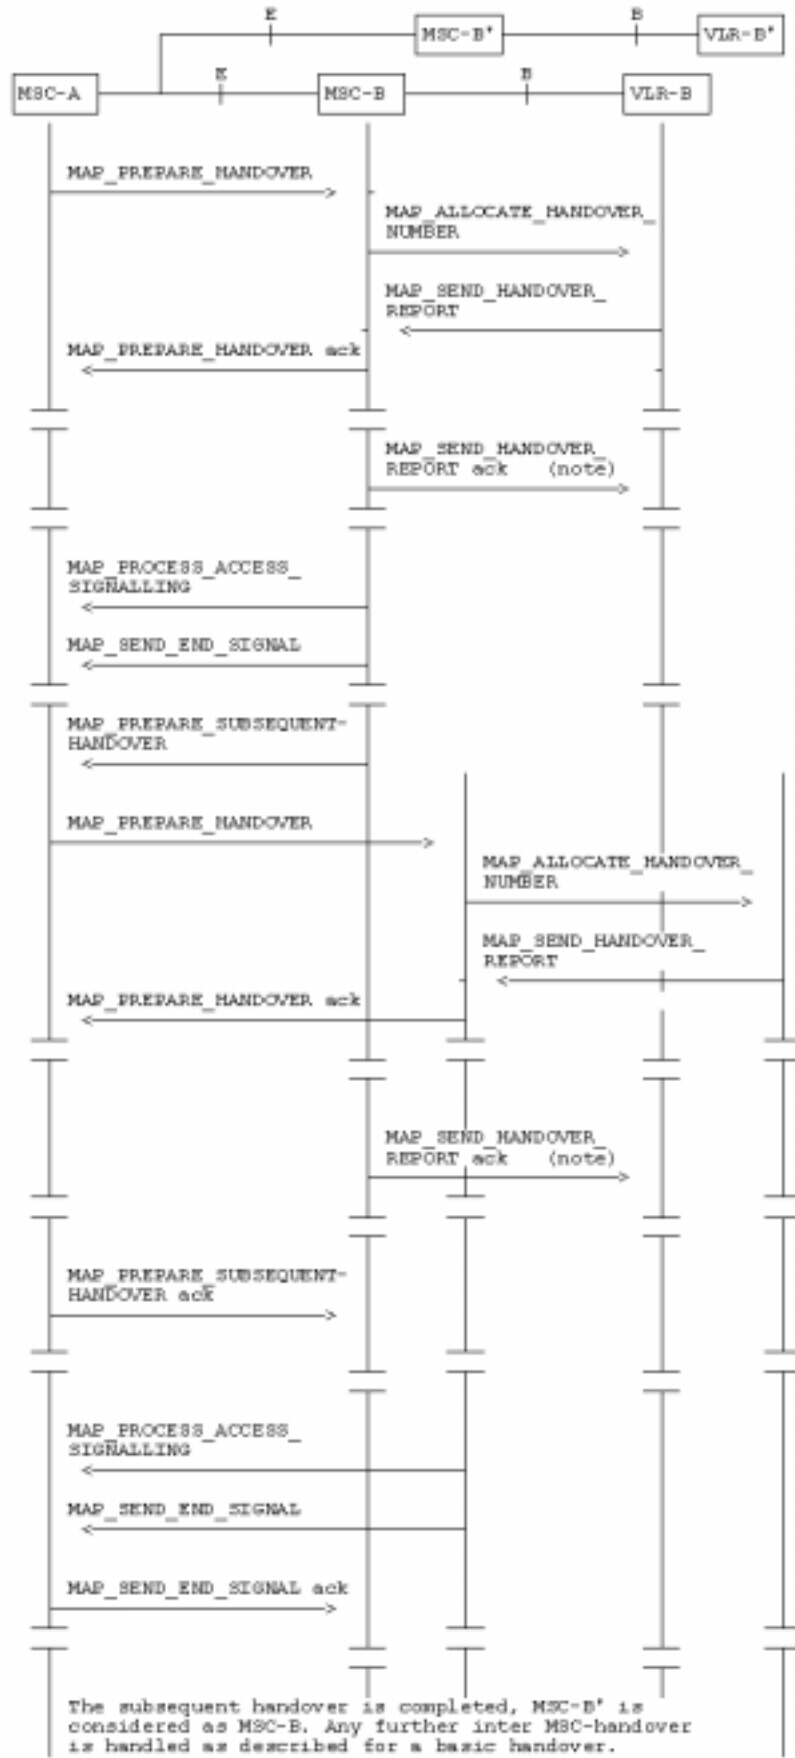 E
B
MSC-B'
VLR-B'
E
B
MSC-A
MSC-B
VLR-B
MAP_PREPARE_HANDOVER
MAP_ALLOCATE_HANDOVER_
NUMBER
MAP_SEND_HANDOVER_
REPORT
MAP_PREPARE_HANDOVER ack
MAP_SEND_HANDOVER_
REPORT ack (note)
MAP_PROCESS_ACCESS_
SIGNALLING
MAP_SEND_END_SIGNAL
MAP_PREPARE_SUBSEQUENT-
HANDOVER
MAP_PREPARE_HANDOVER
MAP_ALLOCATE_HANDOVER_
NUMBER
MAP_SEND_HANDOVER_
REPORT
MAP_PREPARE_HANDOVER ack
MAP_SEND_HANDOVER_
REPORT ack (note)
MAP_PREPARE_SUBSEQUENT-
HANDOVER ack
MAP_PROCESS_ACCESS_
SIGNALLING
MAP_SEND_END_SIGNAL
MAP_SEND_END_SIGNAL ack
The subsequent handover is completed, MSC-B' is
considered as MSC-B. Any further inter MSC-handover
is handled as described for a basic handover.